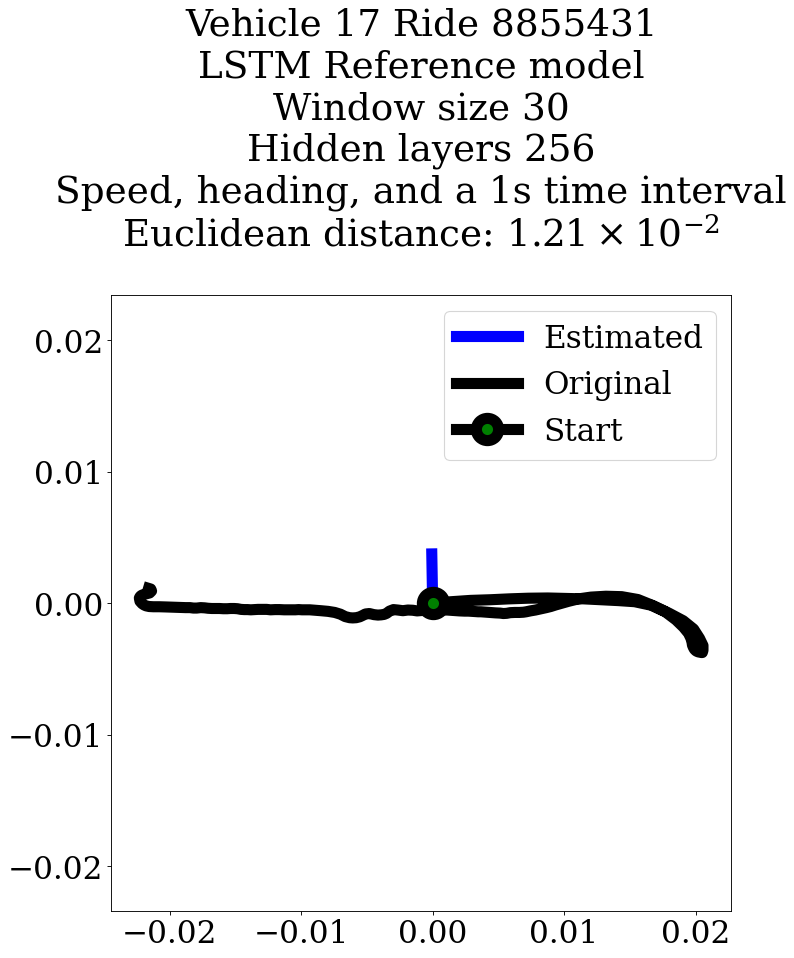 Vehicle 17 Ride 8855431
LSTM Reference model
Window size 30
Hidden layers 256
Speed, heading, and a 1s time interval
Euclidean distance: 1.21 × 10⁻²
Estimated
Original
Start
0.02
0.01
0.00
−0.01
−0.02
−0.02 −0.01 0.00 0.01 0.02